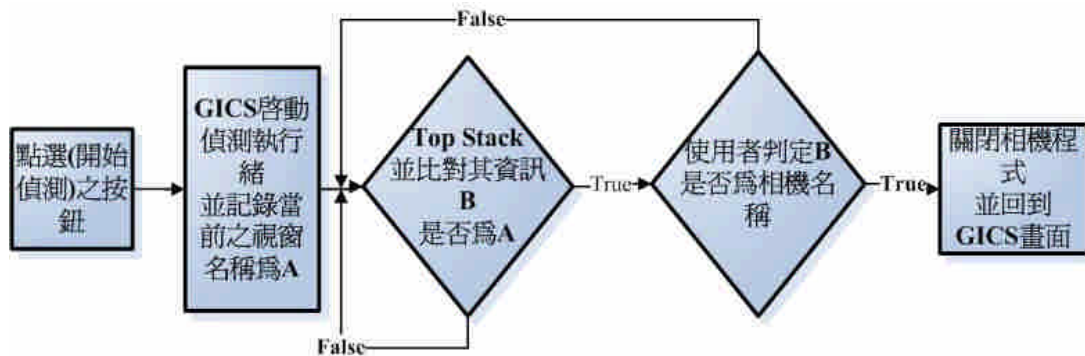 False
點選(開始
偵測)之按
鈕
GICS啓動
偵測執行
緒
並記錄當
前之視窗
名稱爲A
Top Stack
並比對其資訊
B
是否爲A
True
使用者判定B
是否爲相機名
稱
True
關閉相機程
式
並回到
GICS畫面
False